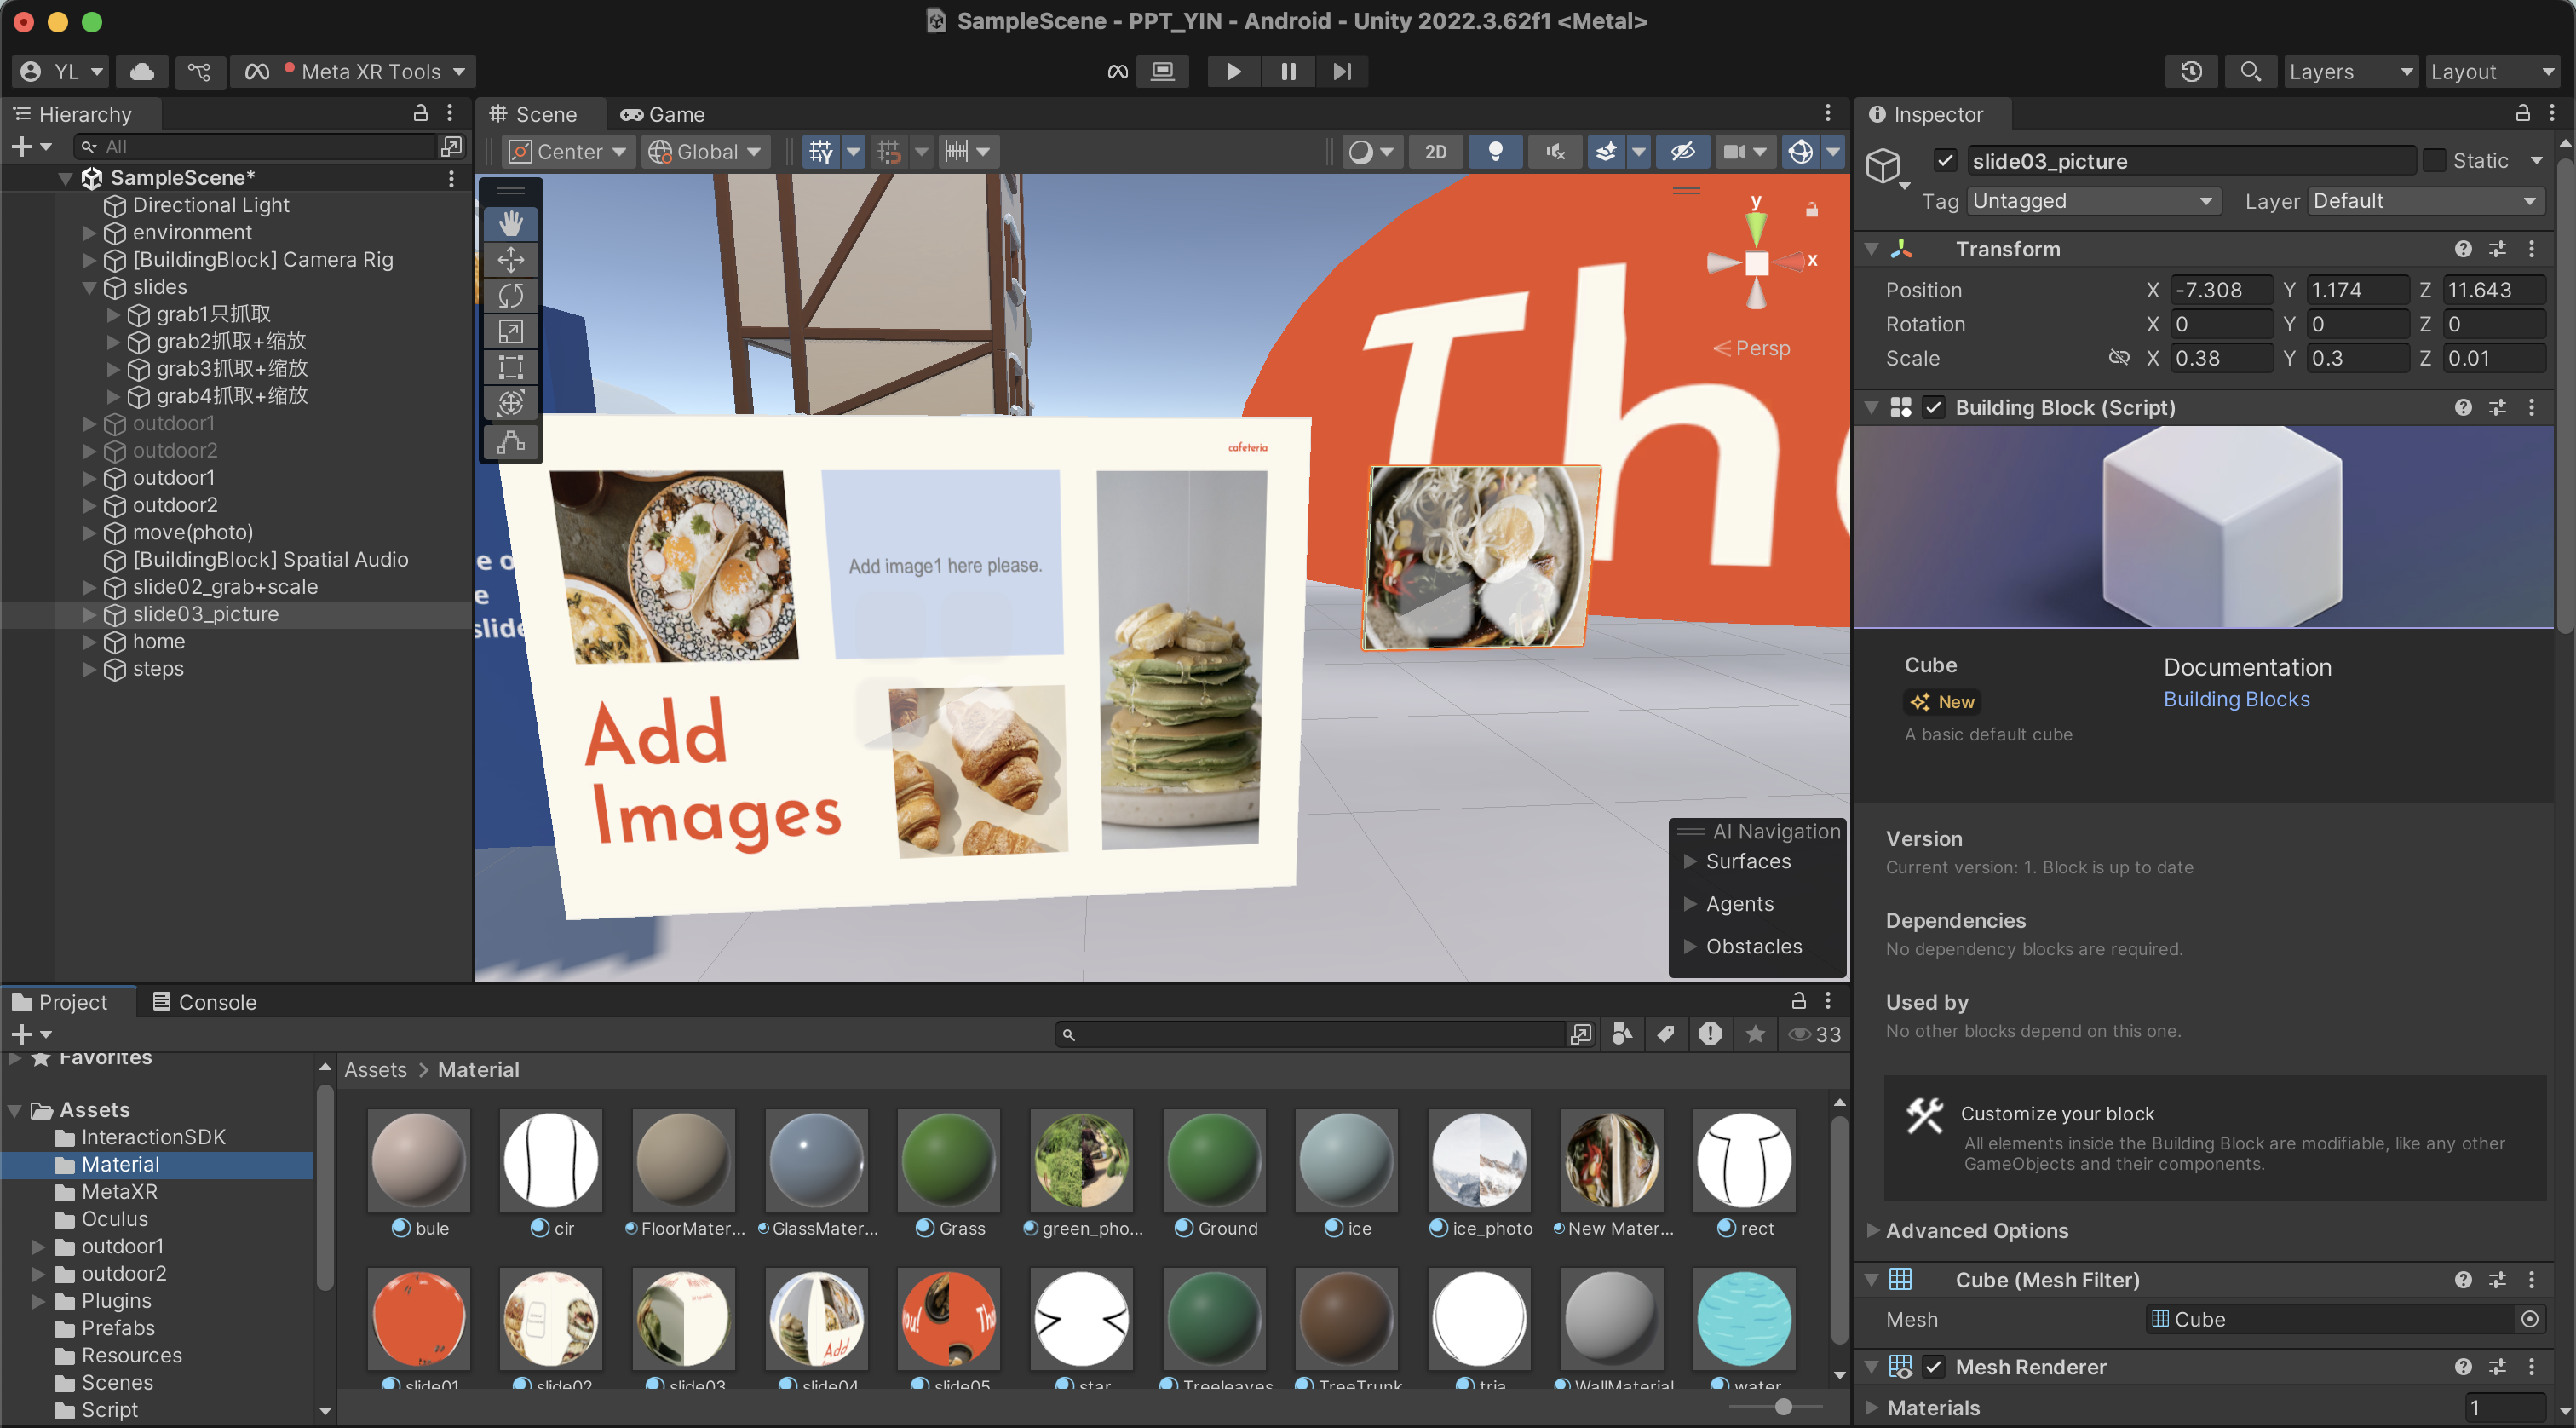 SampleScene - PPT_YIN - Android - Unity 2022.3.62f1 <Metal>
YL
Meta XR Tools
Layers
Layout
Hierarchy
All
SampleScene*
Directional Light
environment
[BuildingBlock] Camera Rig
slides
grab1只抓取
grab2抓取+缩放
grab3抓取+缩放
grab4抓取+缩放
outdoor1
outdoor2
outdoor1
outdoor2
move(photo)
[BuildingBlock] Spatial Audio
slide02_grab+scale
slide03_picture
home
steps
Scene
Game
Center
Global
2D
y
x
Persp
Th
cafeteria
Add image1 here please.
e o
e
slide
Add
Images
AI Navigation
Surfaces
Agents
Obstacles
Inspector
slide03_picture
Static
Tag
Untagged
Layer
Default
Transform
Position X -7.308 Y 1.174 Z 11.643
Rotation X 0 Y 0 Z 0
Scale X 0.38 Y 0.3 Z 0.01
Building Block (Script)
Cube
Documentation
New
Building Blocks
A basic default cube
Version
Current version: 1. Block is up to date
Dependencies
No dependency blocks are required.
Used by
No other blocks depend on this one.
Customize your block
All elements inside the Building Block are modifiable, like any other
GameObjects and their components.
Advanced Options
Cube (Mesh Filter)
Mesh
Cube
Mesh Renderer
Materials
1
Project
Console
33
Favorites
Assets
InteractionSDK
Material
MetaXR
Oculus
outdoor1
outdoor2
Plugins
Prefabs
Resources
Scenes
Script
Assets > Material
bule
cir
FloorMater...
GlassMater...
Grass
green_pho...
Ground
ice
ice_photo
New Mater...
rect
Add
ou!
Tha
slide01
slide02
slide03
slide04
slide05
star
Treeleaves
TreeTrunk
tria
WallMaterial
water